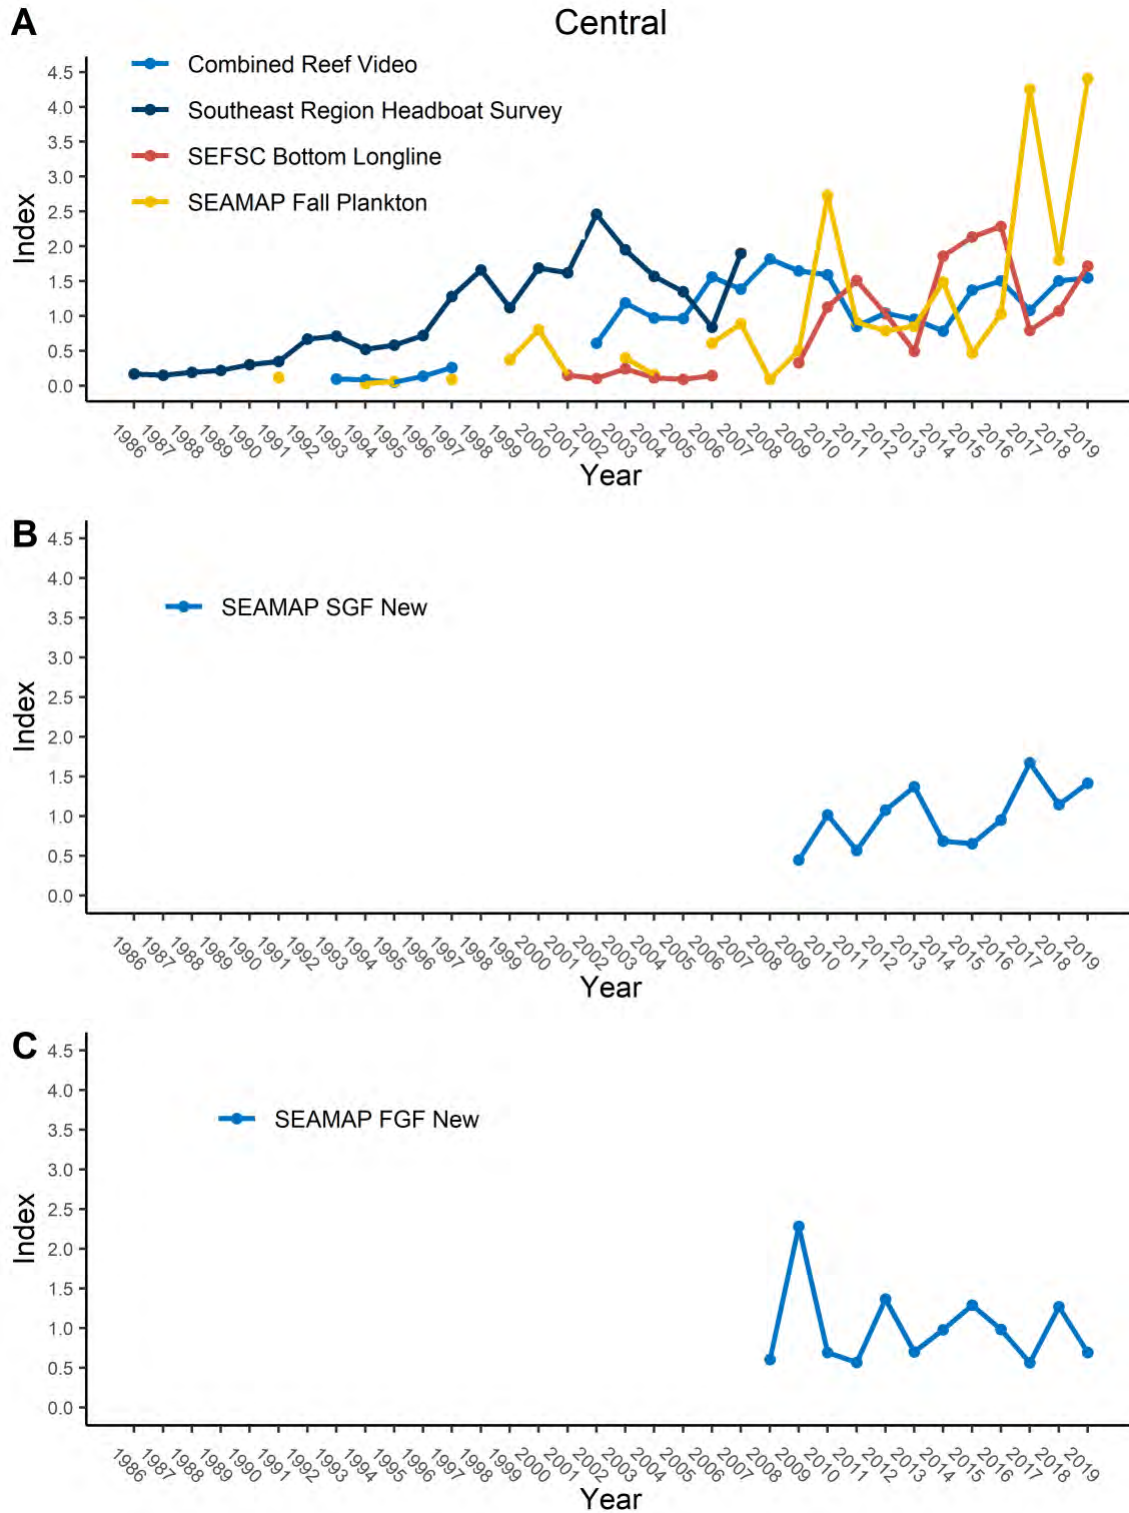 A
Central
Combined Reef Video
Southeast Region Headboat Survey
SEFSC Bottom Longline
SEAMAP Fall Plankton
Index
4.5
4.0
3.5
3.0
2.5
2.0
1.5
1.0
0.5
0.0
1986 1987 1988 1989 1990 1991 1992 1993 1994 1995 1996 1997 1998 1999 2000 2001 2002 2003 2004 2005 2006 2007 2008 2009 2010 2011 2012 2013 2014 2015 2016 2017 2018 2019
Year
B
SEAMAP SGF New
Index
4.5
4.0
3.5
3.0
2.5
2.0
1.5
1.0
0.5
0.0
1986 1987 1988 1989 1990 1991 1992 1993 1994 1995 1996 1997 1998 1999 2000 2001 2002 2003 2004 2005 2006 2007 2008 2009 2010 2011 2012 2013 2014 2015 2016 2017 2018 2019
Year
C
SEAMAP FGF New
Index
4.5
4.0
3.5
3.0
2.5
2.0
1.5
1.0
0.5
0.0
1986 1987 1988 1989 1990 1991 1992 1993 1994 1995 1996 1997 1998 1999 2000 2001 2002 2003 2004 2005 2006 2007 2008 2009 2010 2011 2012 2013 2014 2015 2016 2017 2018 2019
Year